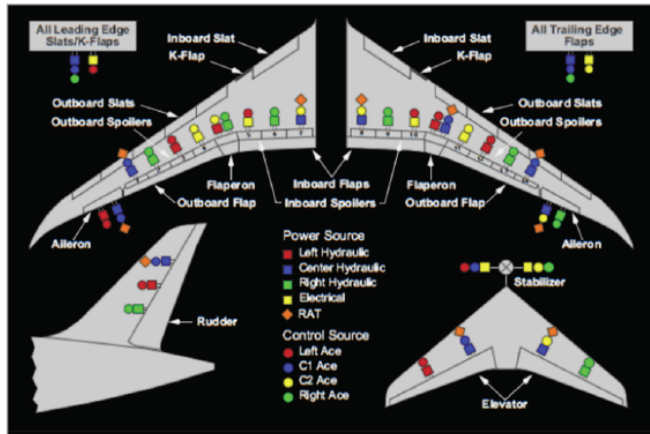 All Leading Edge
Slats/K-Flaps
Inboard Slat
K-Flap
Outboard Slats
Outboard Spoilers
Inboard Slat
K-Flap
All Trailing Edge
Flaps
Outboard Slats
Outboard Spoilers
Flaperon
Outboard Flap
Inboard Flaps
Inboard Spoilers
Flaperon
Outboard Flap
Aileron
Aileron
Power Source
Left Hydraulic
Center Hydraulic
Right Hydraulic
Electrical
RAT
Control Source
Left Ace
C1 Ace
C2 Ace
Right Ace
Rudder
Stabilizer
Elevator